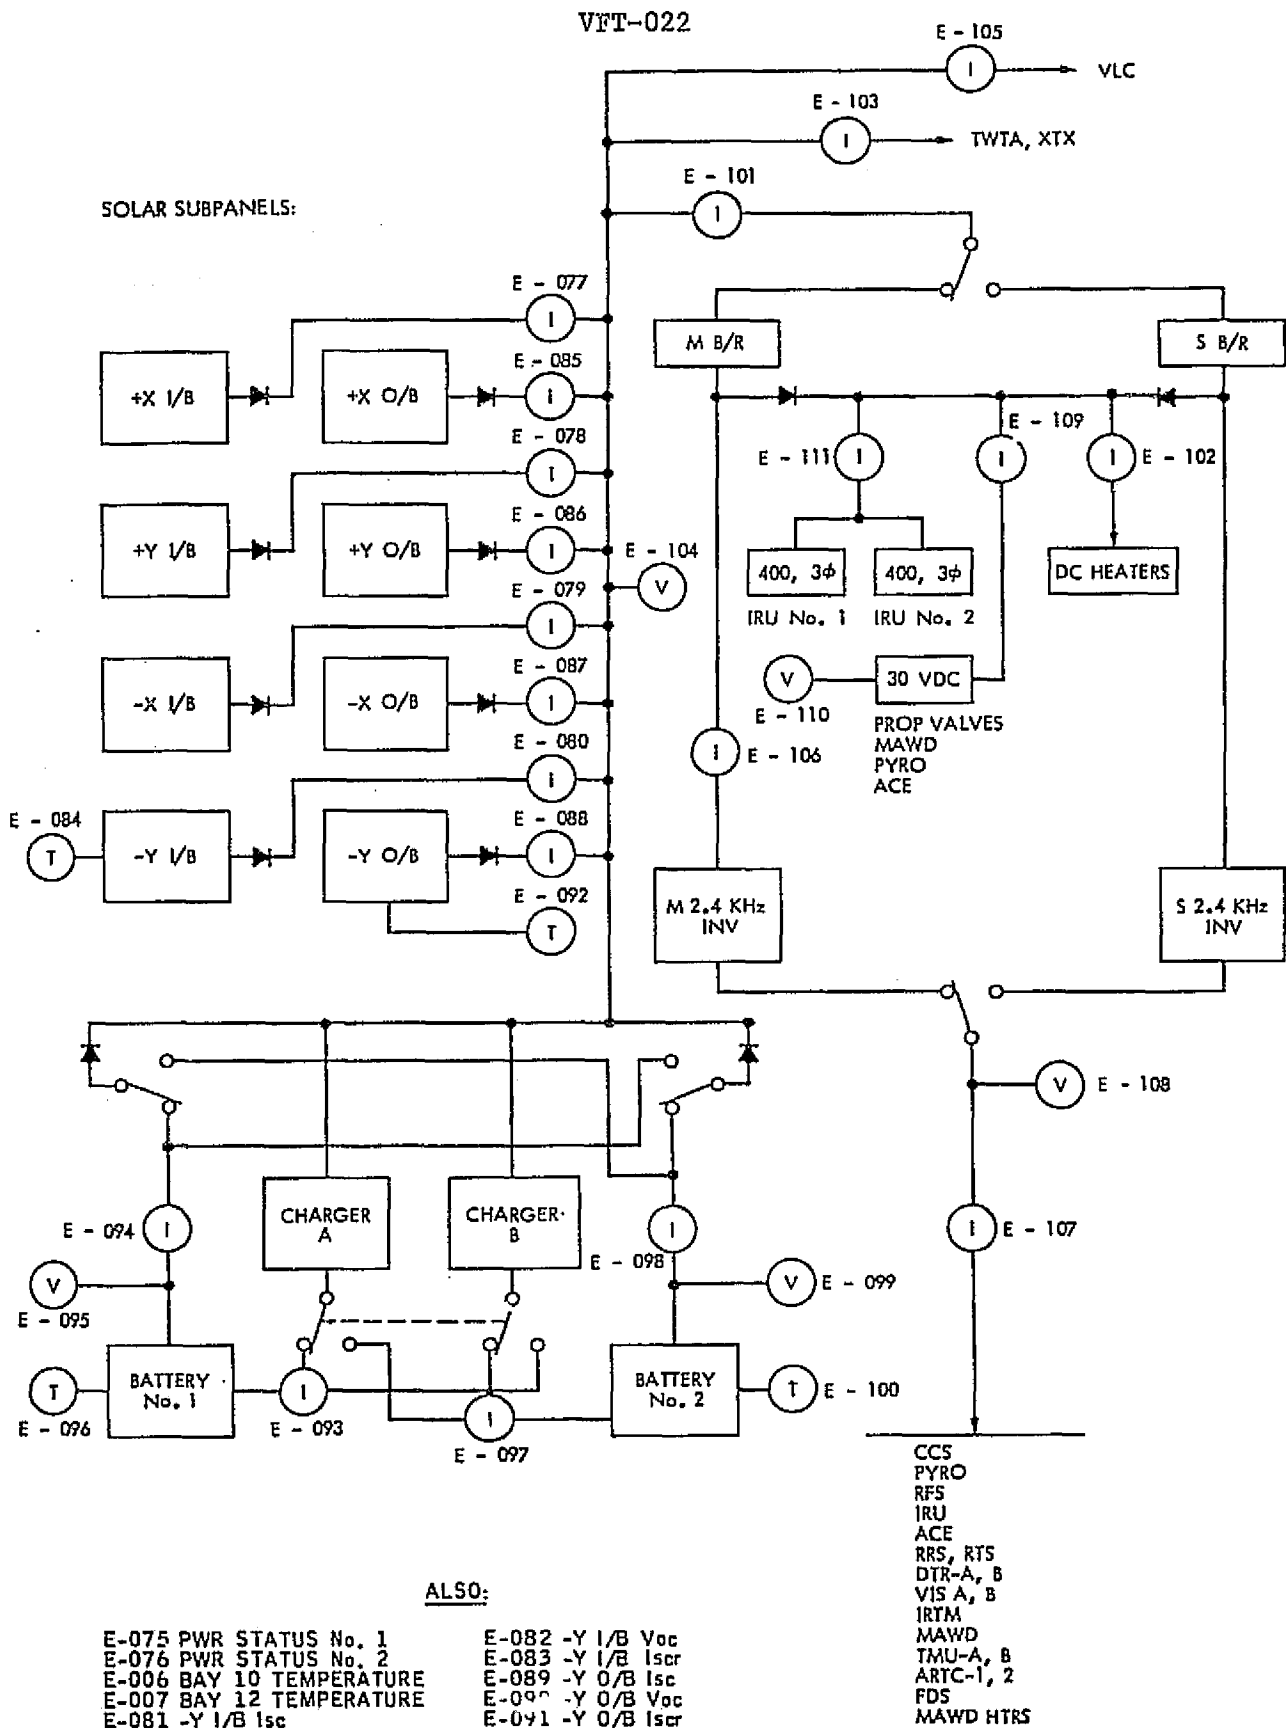 VFT-022
E - 105
I
VLC
E - 103
I
TWTA, XTX
E - 101
I
SOLAR SUBPANELS:
E - 077
I
M B/R
S B/R
E - 085
+X I/B
+X O/B
I
E - 109
E - 078
I
E - 111
I
I
I
E - 102
E - 086
+Y I/B
+Y O/B
I
E - 104
V
400, 3φ
400, 3φ
DC HEATERS
IRU No. 1
IRU No. 2
E - 079
I
E - 087
-X I/B
-X O/B
I
V
30 VDC
E - 110
PROP VALVES
MAWD
PYRO
ACE
E - 080
I
I
E - 106
E - 084
T
-Y I/B
-Y O/B
E - 088
I
E - 092
T
M 2.4 KHz
INV
S 2.4 KHz
INV
V
E - 108
CHARGER
A
CHARGER
B
E - 094
I
I
E - 098
I
E - 107
V
E - 095
V
E - 099
T
E - 096
BATTERY
No. 1
I
E - 093
I
E - 097
BATTERY
No. 2
T
E - 100
CCS
PYRO
RFS
IRU
ACE
RRS, RTS
DTR-A, B
VIS A, B
IRTM
MAWD
TMU-A, B
ARTC-1, 2
FDS
MAWD HTRS
ALSO:
E-075 PWR STATUS No. 1
E-076 PWR STATUS No. 2
E-006 BAY 10 TEMPERATURE
E-007 BAY 12 TEMPERATURE
E-081 -Y I/B Isc
E-082 -Y I/B Voc
E-083 -Y I/B Iscr
E-089 -Y O/B Isc
-Y O/B Voc
E-091 -Y O/B Iscr